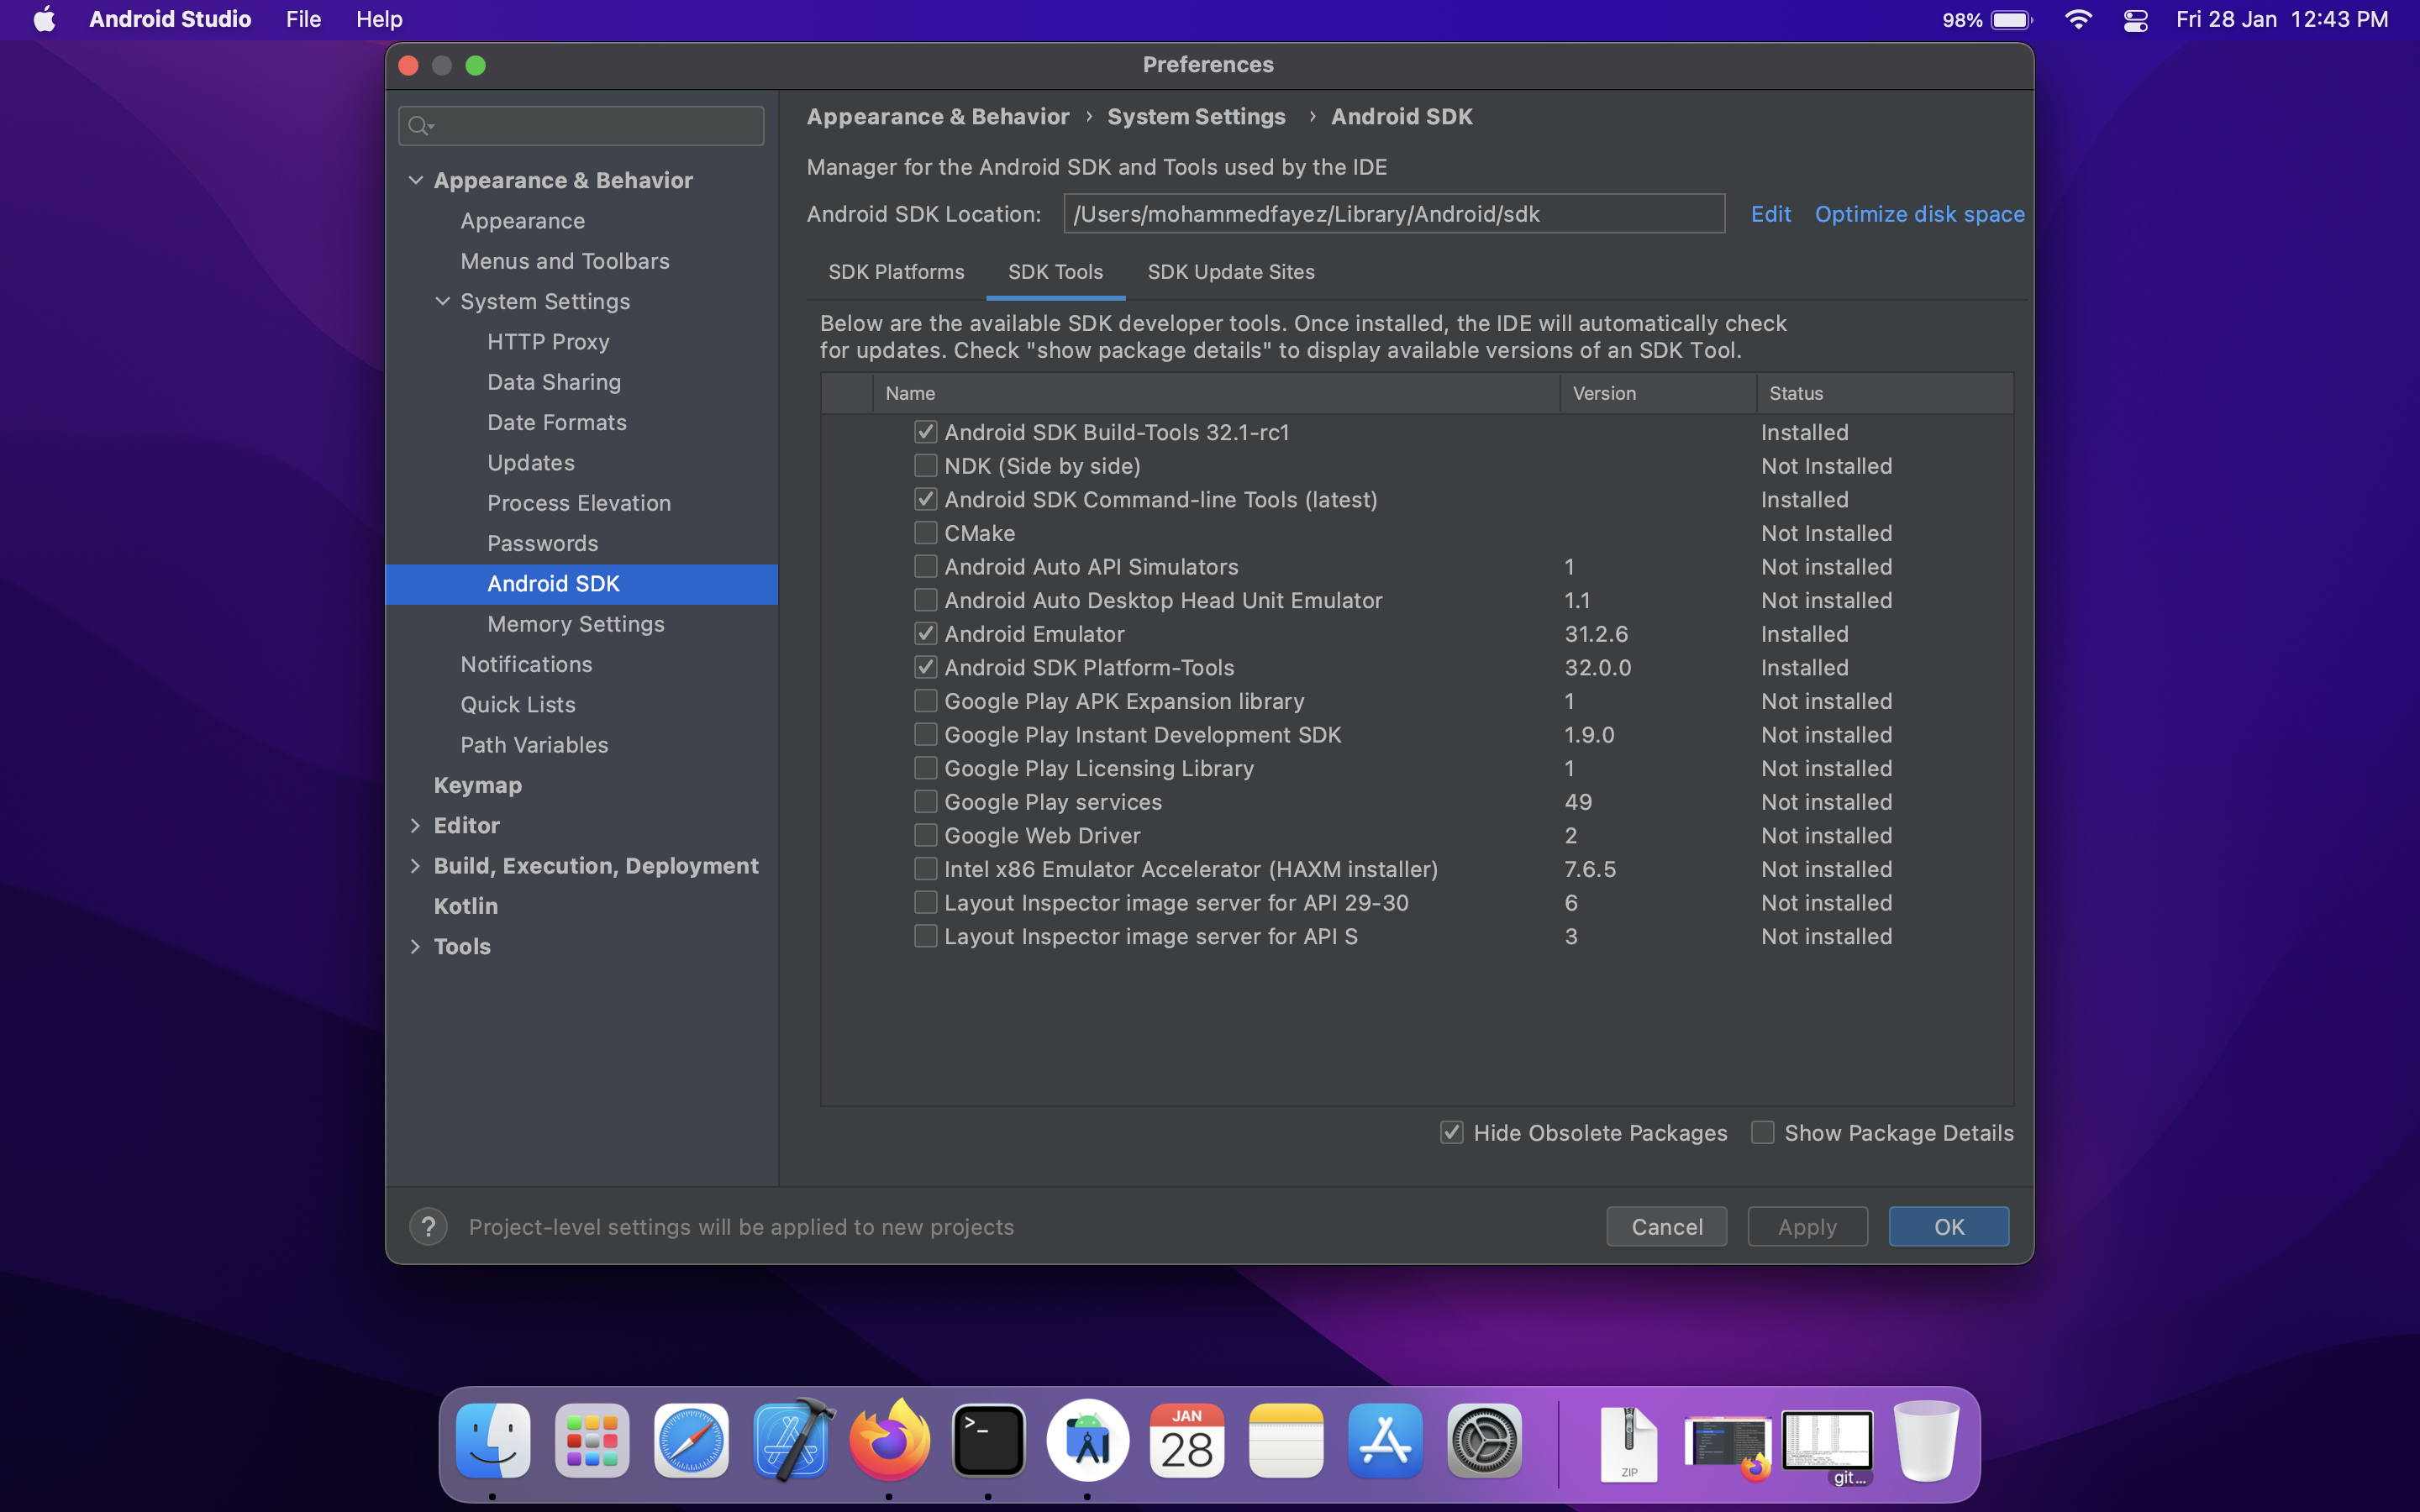 Android Studio File Help 98% Fri 28 Jan 12:43 PM
Preferences
Appearance & Behavior
Appearance
Menus and Toolbars
System Settings
HTTP Proxy
Data Sharing
Date Formats
Updates
Process Elevation
Passwords
Android SDK
Memory Settings
Notifications
Quick Lists
Path Variables
Keymap
Editor
Build, Execution, Deployment
Kotlin
Tools
Appearance & Behavior › System Settings › Android SDK
Manager for the Android SDK and Tools used by the IDE
Android SDK Location: /Users/mohammedfayez/Library/Android/sdk Edit Optimize disk space
SDK Platforms SDK Tools SDK Update Sites
Below are the available SDK developer tools. Once installed, the IDE will automatically check
for updates. Check "show package details" to display available versions of an SDK Tool.
Name Version Status
Android SDK Build-Tools 32.1-rc1 Installed
NDK (Side by side) Not Installed
Android SDK Command-line Tools (latest) Installed
CMake Not Installed
Android Auto API Simulators 1 Not installed
Android Auto Desktop Head Unit Emulator 1.1 Not installed
Android Emulator 31.2.6 Installed
Android SDK Platform-Tools 32.0.0 Installed
Google Play APK Expansion library 1 Not installed
Google Play Instant Development SDK 1.9.0 Not installed
Google Play Licensing Library 1 Not installed
Google Play services 49 Not installed
Google Web Driver 2 Not installed
Intel x86 Emulator Accelerator (HAXM installer) 7.6.5 Not installed
Layout Inspector image server for API 29-30 6 Not installed
Layout Inspector image server for API S 3 Not installed
Hide Obsolete Packages Show Package Details
? Project-level settings will be applied to new projects Cancel Apply OK
>_
JAN
28
ZIP
git...